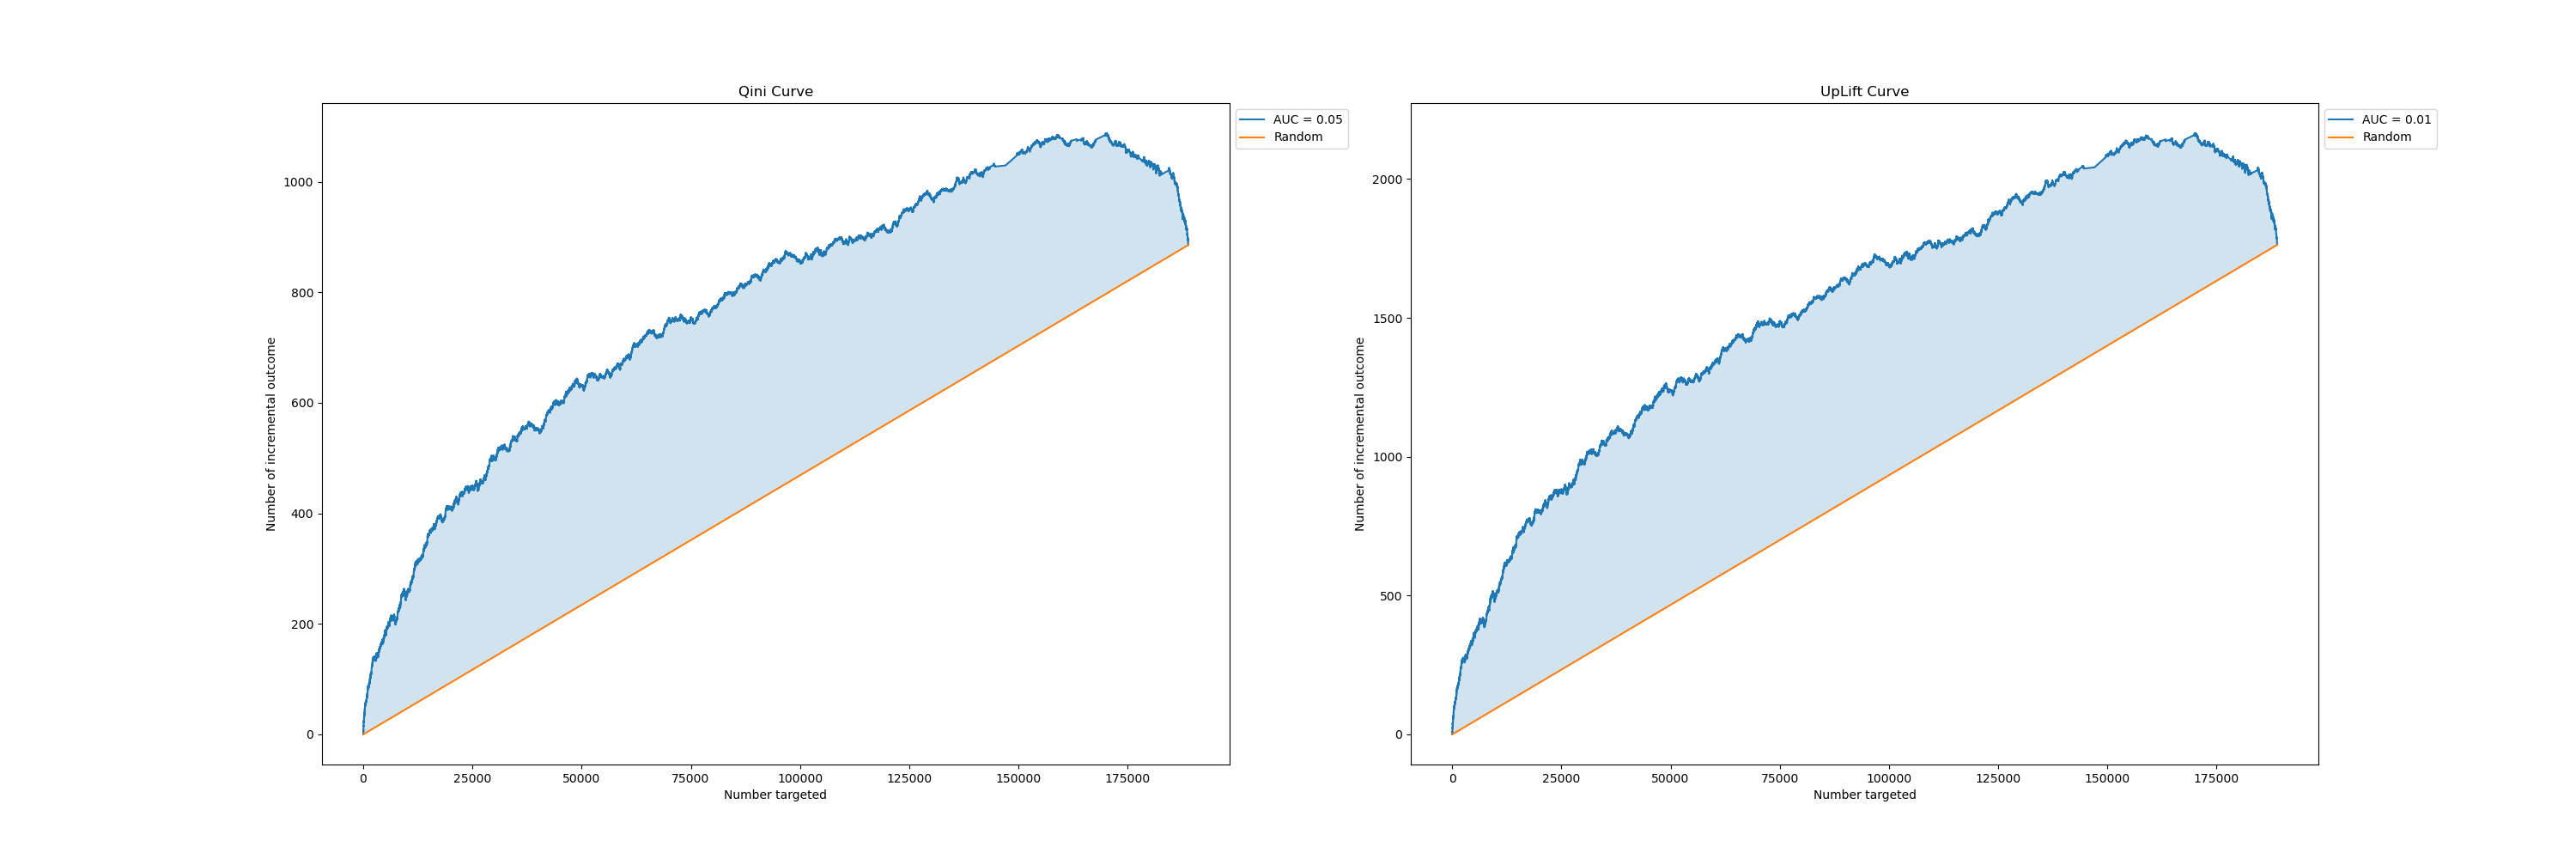 Qini Curve
AUC = 0.05
Random
Number of incremental outcome
1000
800
600
400
200
0
0 25000 50000 75000 100000 125000 150000 175000
Number targeted
UpLift Curve
AUC = 0.01
Random
Number of incremental outcome
2000
1500
1000
500
0
0 25000 50000 75000 100000 125000 150000 175000
Number targeted